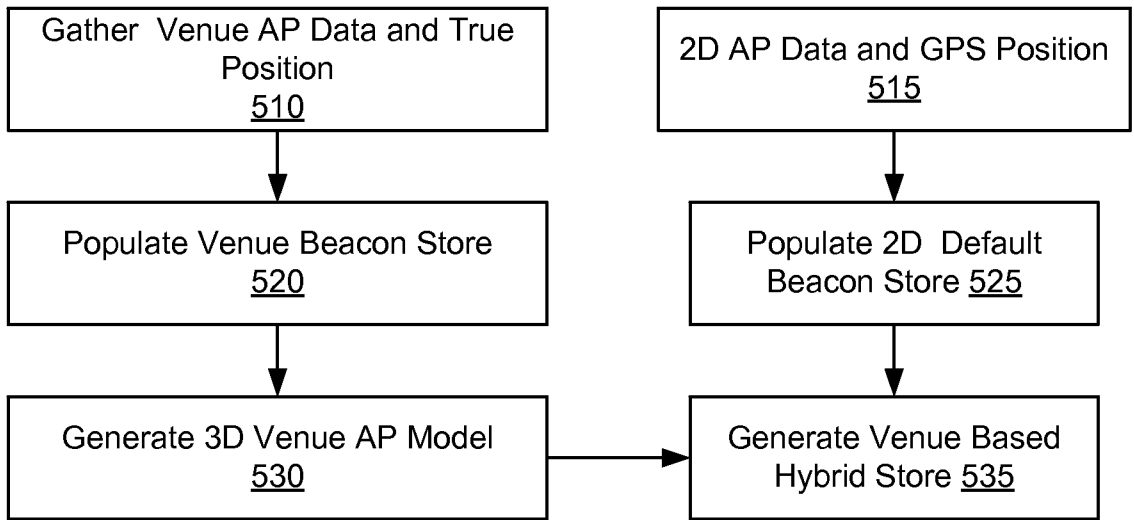 Gather Venue AP Data and True
Position
510
2D AP Data and GPS Position
515
Populate Venue Beacon Store
520
Populate 2D Default
Beacon Store 525
Generate 3D Venue AP Model
530
Generate Venue Based
Hybrid Store 535